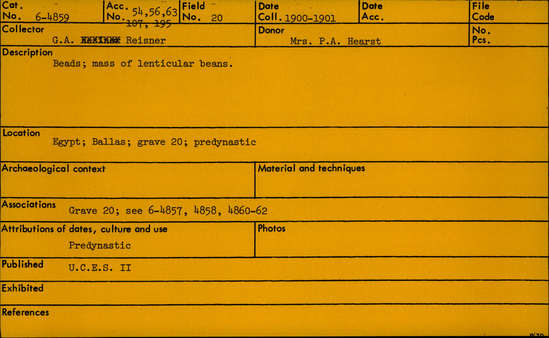 Cat. No. 6-4859 Acc. No. 54,56,63 107, 195 Field No. 20 Date Coll. 1900-1901 Date Acc. File Code
Collector G.A. Reisner Donor Mrs. P.A. Hearst No. Pcs.
Description
Beads; mass of lenticular beans.
Location
Egypt; Ballas; grave 20; predynastic
Archaeological context Material and techniques
Associations
Grave 20; see 6-4857, 4858, 4860-62
Attributions of dates, culture and use Photos
Predynastic
Published U.C.E.S. II
Exhibited
References